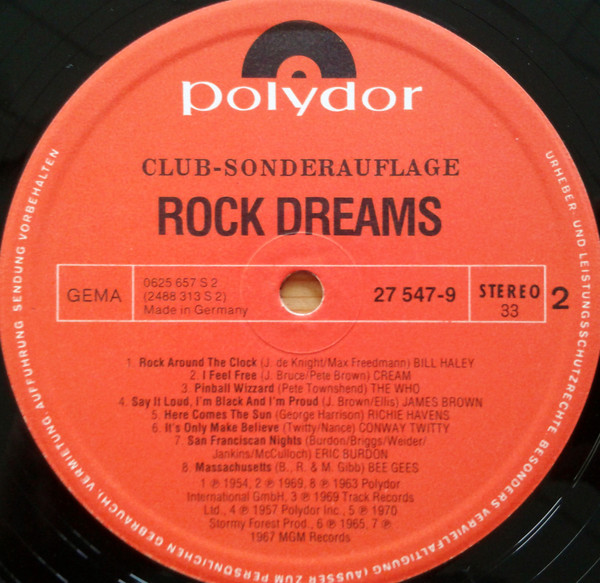 polydor
CLUB-SONDERAUFLAGE
ROCK DREAMS
GEMA
0625 657 S 2
(2488 313 S 2)
Made in Germany
27 547-9
STEREO
33
2
1. Rock Around The Clock (J. de Knight/Max Freedmann) BILL HALEY
2. I Feel Free (J. Bruce/Pete Brown) CREAM
3. Pinball Wizzard (Pete Townshend) THE WHO
4. Say It Loud, I'm Black And I'm Proud (J. Brown/Ellis) JAMES BROWN
5. Here Comes The Sun (George Harrison) RICHIE HAVENS
6. It's Only Make Believe (Twitty/Nance) CONWAY TWITTY
7. San Franciscan Nights (Burdon/Briggs/Weider/
Jankins/McCulloch) ERIC BURDON
8. Massachusetts (B., R. & M. Gibb) BEE GEES
1 ℗ 1954, 2 ℗ 1969, 8 ℗ 1963 Polydor
International GmbH, 3 ℗ 1969 Track Records
Ltd., 4 ℗ 1957 Polydor Inc., 5 ℗ 1970
Stormy Forest Prod., 6 ℗ 1965, 7 ℗
1967 MGM Records
URHEBER- UND LEISTUNGSSCHUTZRECHTE, BESONDERS VERVIELFÄLTIGUNG (AUSSER ZUM PERSÖNLICHEN GEBRAUCH), VERMIETUNG, AUFFÜHRUNG, SENDUNG VORBEHALTEN